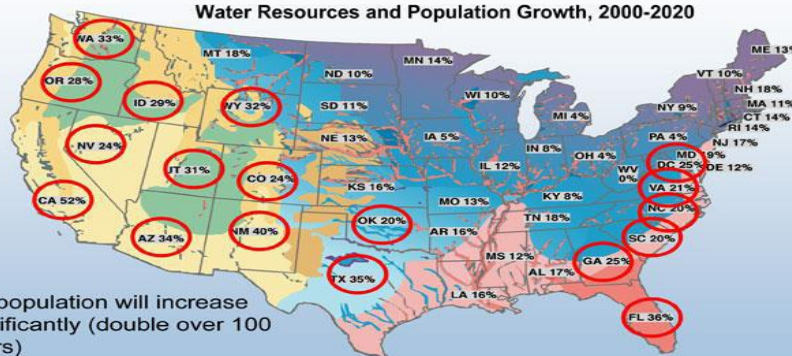 Water Resources and Population Growth, 2000-2020
WA 33%
MT 18%
ND 10%
MN 14%
ME 13%
VT 10%
NH 18%
MA 11%
CT 14%
RI 14%
OR 28%
ID 29%
WY 32%
SD 11%
WI 10%
MI 4%
NY 9%
PA 4%
NJ 17%
NV 24%
UT 31%
CO 24%
NE 13%
IA 5%
IL 12%
IN 8%
OH 4%
WV 0%
MD
DC 25%
DE 12%
VA 21%
CA 52%
KS 16%
MO 13%
KY 8%
NC 20%
AZ 34%
NM 40%
OK 20%
AR 16%
TN 18%
SC 20%
TX 35%
LA 16%
MS 12%
AL 17%
GA 25%
FL 36%
population will increase
ificantly (double over 100
rs)